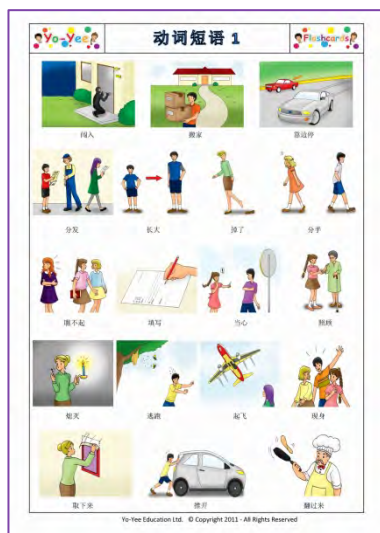 Yo-Yee
动词短语 1
Flashcards
闯入
搬家
靠边停
分发
长大
掉了
分手
瞧不起
填写
当心
照顾
熄灭
逃跑
起飞
现身
取下来
推开
翻过来
Yo-Yee Education Ltd. © Copyright 2011 - All Rights Reserved